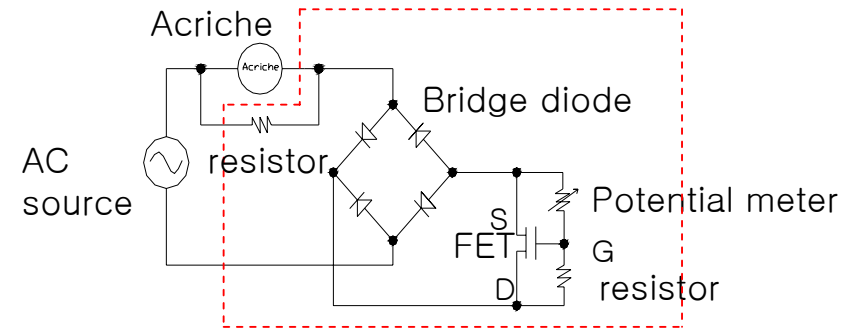 Acriche
Acriche
Bridge diode
AC
source
resistor
Potential meter
S
FET
G
D
resistor